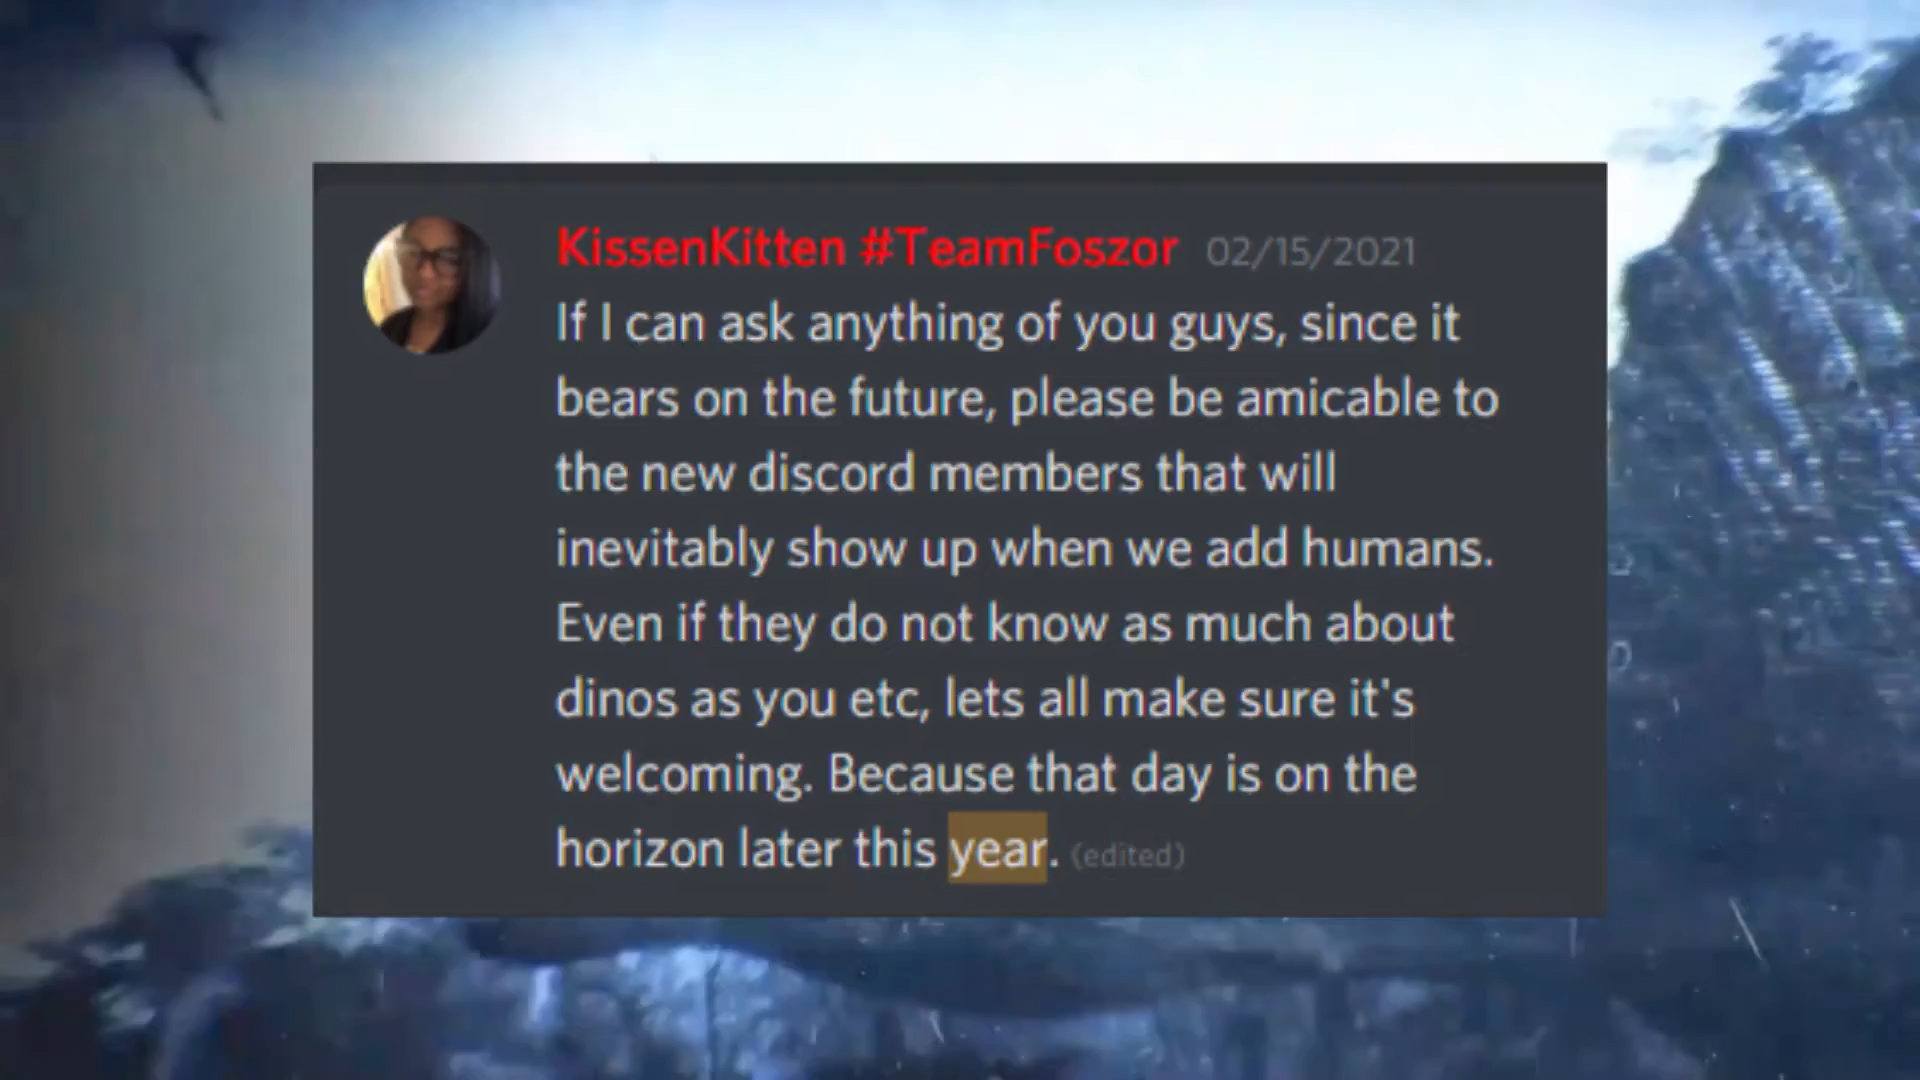 KissenKitten #TeamFoszor 02/15/2021
If I can ask anything of you guys, since it
bears on the future, please be amicable to
the new discord members that will
inevitably show up when we add humans.
Even if they do not know as much about
dinos as you etc, lets all make sure it's
welcoming. Because that day is on the
horizon later this year. (edited)